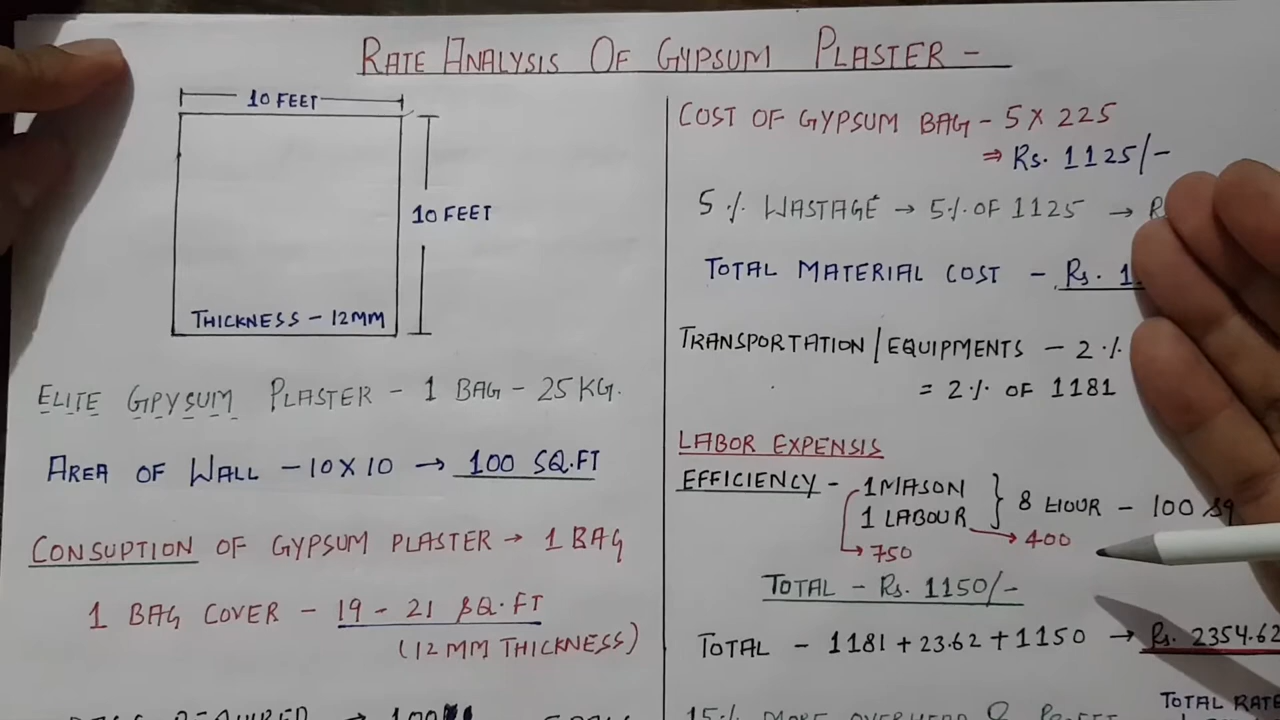 RATE ANALYSIS OF GYPSUM PLASTER -
10 FEET
10 FEET
THICKNESS - 12MM
ELITE GPYSUM PLASTER - 1 BAG - 25 KG.
AREA OF WALL - 10 X 10 → 100 SQ.FT
CONSUPTION OF GYPSUM PLASTER → 1 BAG
1 BAG COVER - 19 - 21 SQ.FT
(12 MM THICKNESS)
COST OF GYPSUM BAG - 5 X 225
⇒ Rs. 1125/-
5 % WASTAGE → 5% OF 1125 →
TOTAL MATERIAL COST - Rs. 1
TRANSPORTATION / EQUIPMENTS - 2 %
= 2 % OF 1181
LABOR EXPENSIS
EFFICIENCY - 1 MASON
1 LABOUR } 8 HOUR - 100 sq
→ 750
→ 400
TOTAL - Rs. 1150/-
TOTAL - 1181 + 23.62 + 1150 → Rs. 2354.62
TOTAL RATE